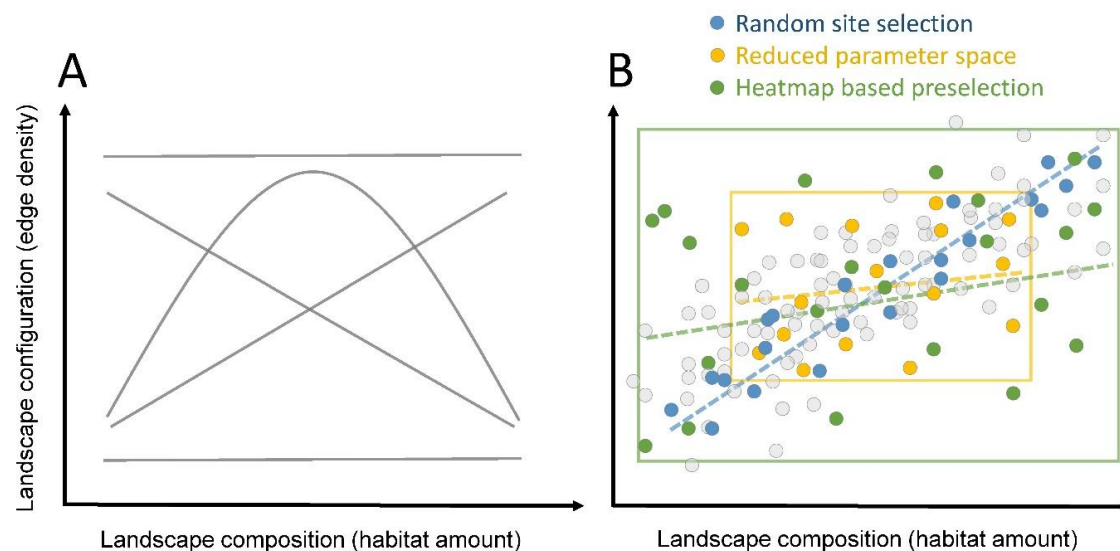 Random site selection
Reduced parameter space
Heatmap based preselection
A
B
Landscape configuration (edge density)
Landscape composition (habitat amount)
Landscape composition (habitat amount)